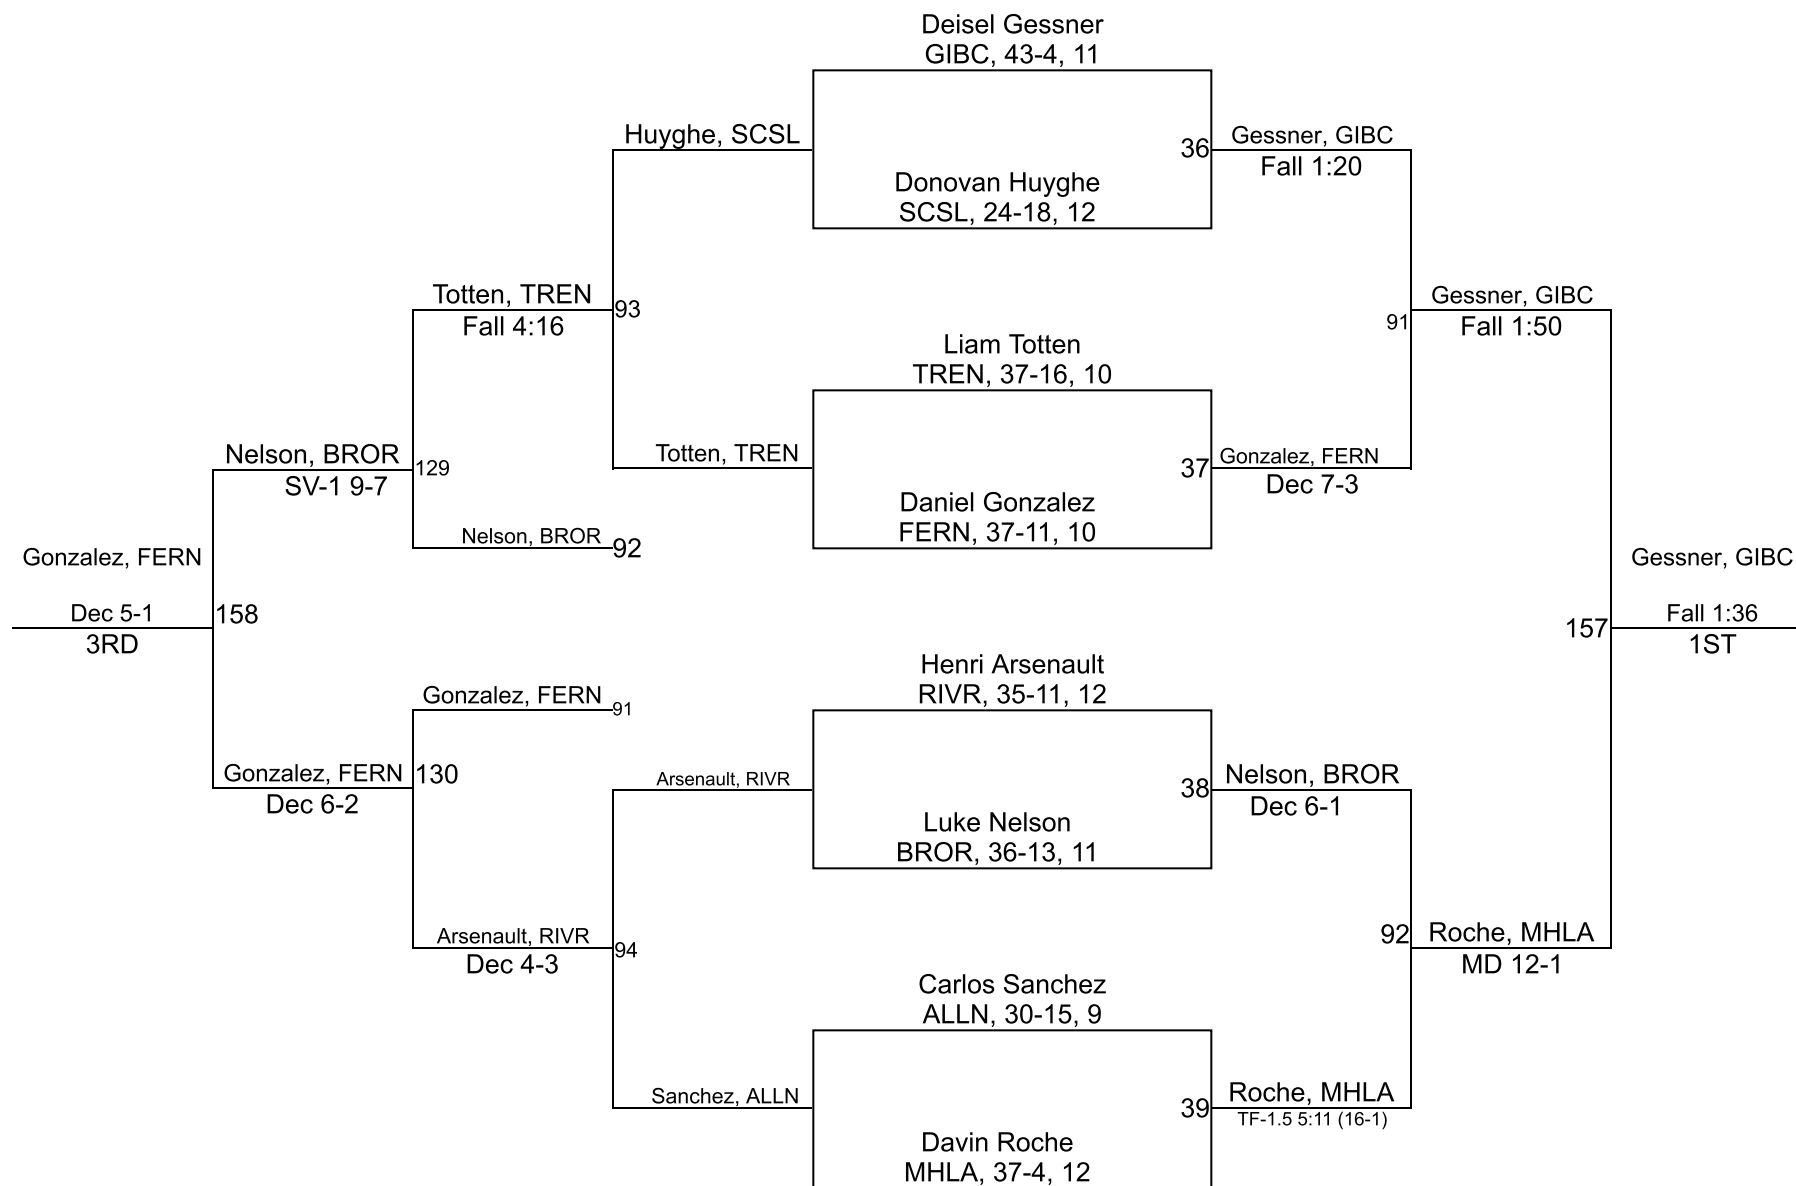 Deisel Gessner
GIBC, 43-4, 11
Huyghe, SCSL
36
Gessner, GIBC
Fall 1:20
Donovan Huyghe
SCSL, 24-18, 12
Totten, TREN
93
Fall 4:16
Gessner, GIBC
91
Fall 1:50
Liam Totten
TREN, 37-16, 10
Nelson, BROR
129
SV-1 9-7
Totten, TREN
37
Gonzalez, FERN
Dec 7-3
Daniel Gonzalez
FERN, 37-11, 10
Nelson, BROR
92
Gonzalez, FERN
Dec 5-1
3RD
158
Gessner, GIBC
157
Fall 1:36
1ST
Henri Arsenault
RIVR, 35-11, 12
Gonzalez, FERN
91
Gonzalez, FERN
130
Dec 6-2
Arsenault, RIVR
38
Nelson, BROR
Dec 6-1
Luke Nelson
BROR, 36-13, 11
Arsenault, RIVR
94
Dec 4-3
92
Roche, MHLA
MD 12-1
Carlos Sanchez
ALLN, 30-15, 9
Sanchez, ALLN
39
Roche, MHLA
TF-1.5 5:11 (16-1)
Davin Roche
MHLA, 37-4, 12